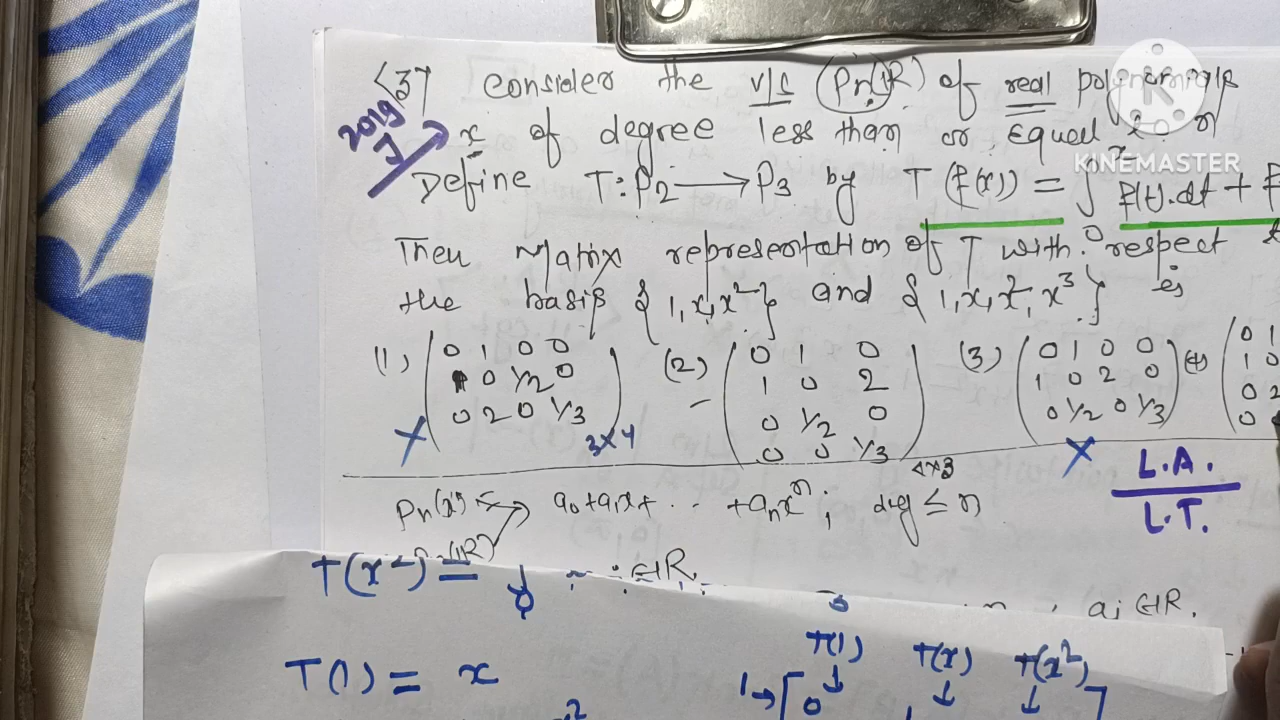 <37 consider the v/s (Pn)(R) of real polynomials
2019
J
x of degree less than or equal to n
Define T:P2 → P3 by T (f(x)) = ∫ 0 x f(t).dt + f
Then Matrix representation of T with respect
the basis {1, x, x²} and {1, x, x², x³} is
(1) (2) (3) (4)
0 1 0 0   0 1 0   0 1 0 0   0 1
1 0 1/2 0   1 0 2   1 0 2 0   1 0
0 2 0 1/3   0 1/2 0   0 1/2 0 1/3   0 2
0 0 1/3   0
X 3x4   4x3   X
L.A.
L.T.
Pn(x) a0+a1x+ .. +anxⁿ; deg ≤ n
(R)
T(x²) =
ai ∈ R.
T(1) T(x) T(x²)
T(1) = x
1→ [ 0
KINEMASTER